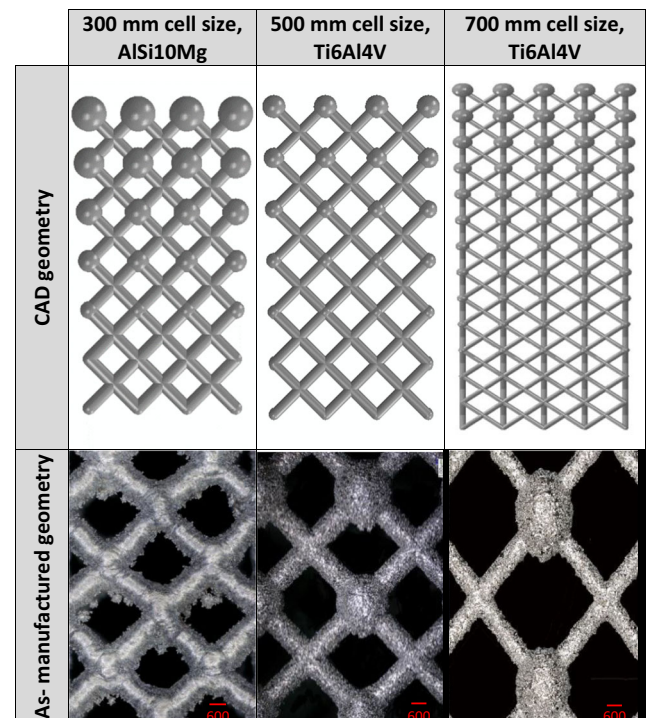 300 mm cell size,
AlSi10Mg
500 mm cell size,
Ti6Al4V
700 mm cell size,
Ti6Al4V
CAD geometry
As- manufactured geometry
600
600
600